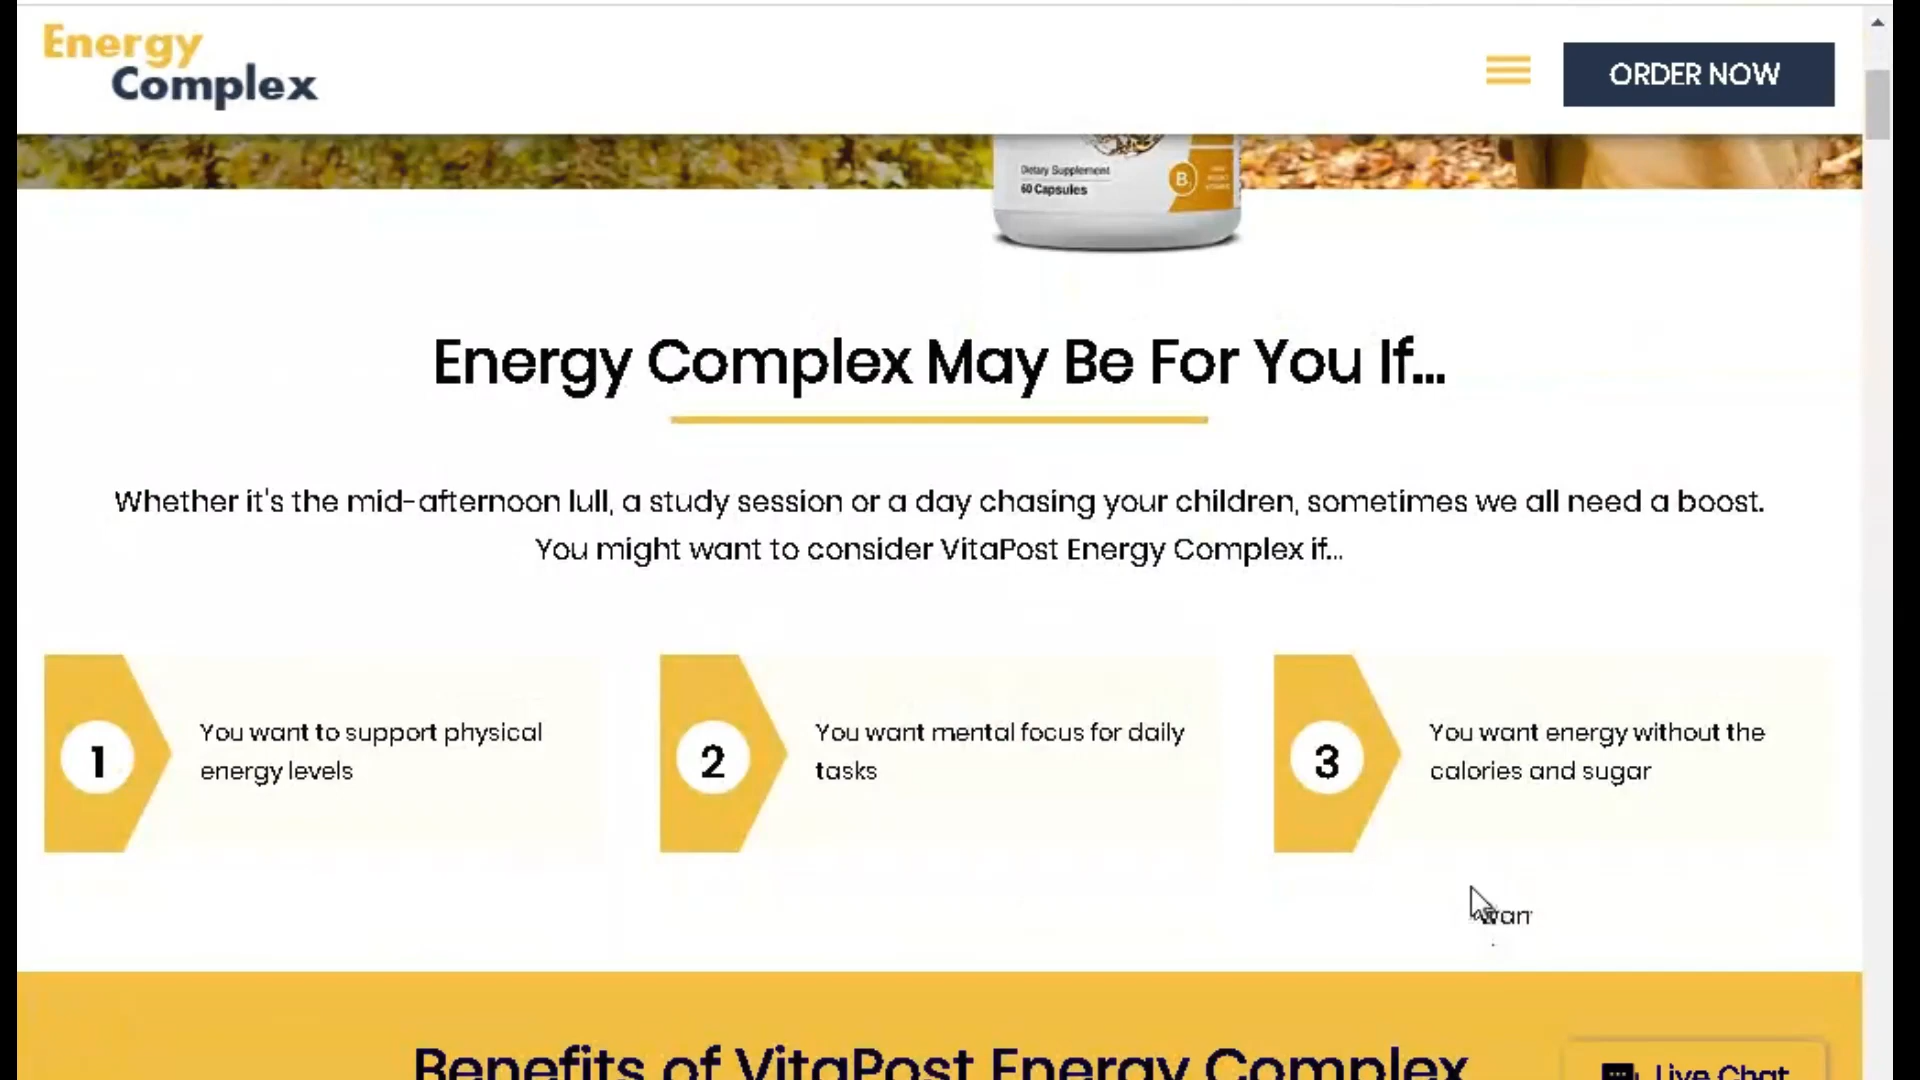 Energy
Complex
ORDER NOW
Dietary Supplement
60 Capsules
B
Energy Complex May Be For You If...
Whether it's the mid-afternoon lull, a study session or a day chasing your children, sometimes we all need a boost.
You might want to consider VitaPost Energy Complex if...
1
You want to support physical
energy levels
2
You want mental focus for daily
tasks
3
You want energy without the
calories and sugar
Benefits of VitaPost Energy Complex
Live Chat